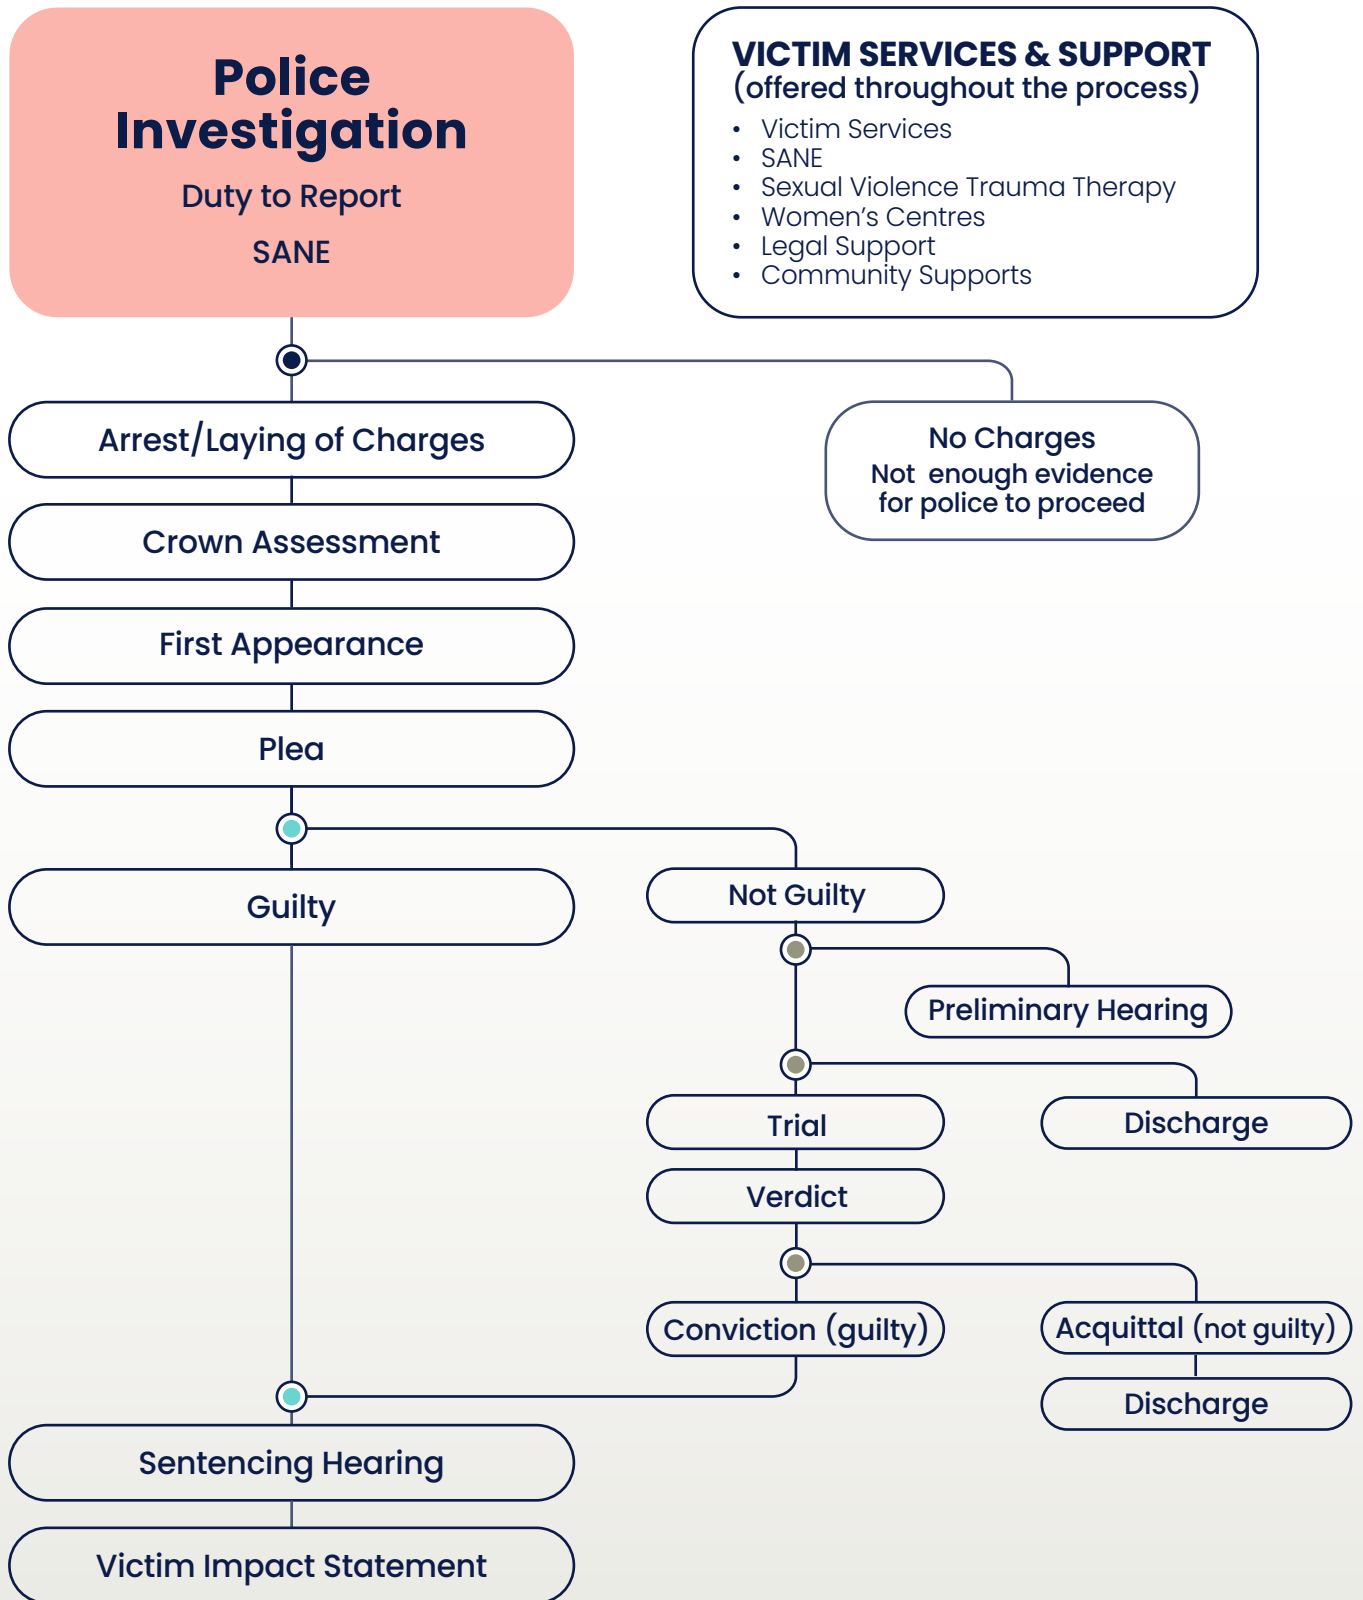 Police
Investigation
Duty to Report
SANE
VICTIM SERVICES & SUPPORT
(offered throughout the process)
• Victim Services
• SANE
• Sexual Violence Trauma Therapy
• Women’s Centres
• Legal Support
• Community Supports
Arrest/Laying of Charges
No Charges
Not enough evidence
for police to proceed
Crown Assessment
First Appearance
Plea
Guilty
Not Guilty
Preliminary Hearing
Trial
Discharge
Verdict
Conviction (guilty)
Acquittal (not guilty)
Discharge
Sentencing Hearing
Victim Impact Statement